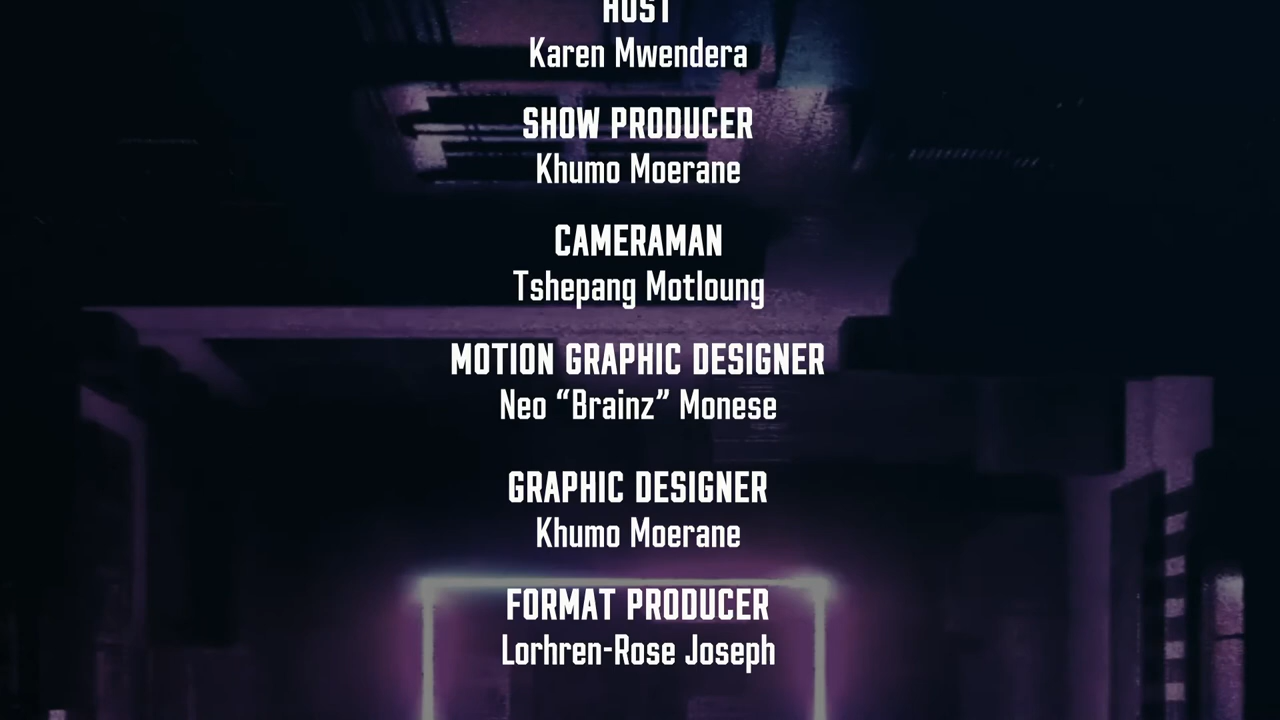 HOST
Karen Mwendera
SHOW PRODUCER
Khumo Moerane
CAMERAMAN
Tshepang Motloung
MOTION GRAPHIC DESIGNER
Neo “Brainz” Monese
GRAPHIC DESIGNER
Khumo Moerane
FORMAT PRODUCER
Lorhren-Rose Joseph